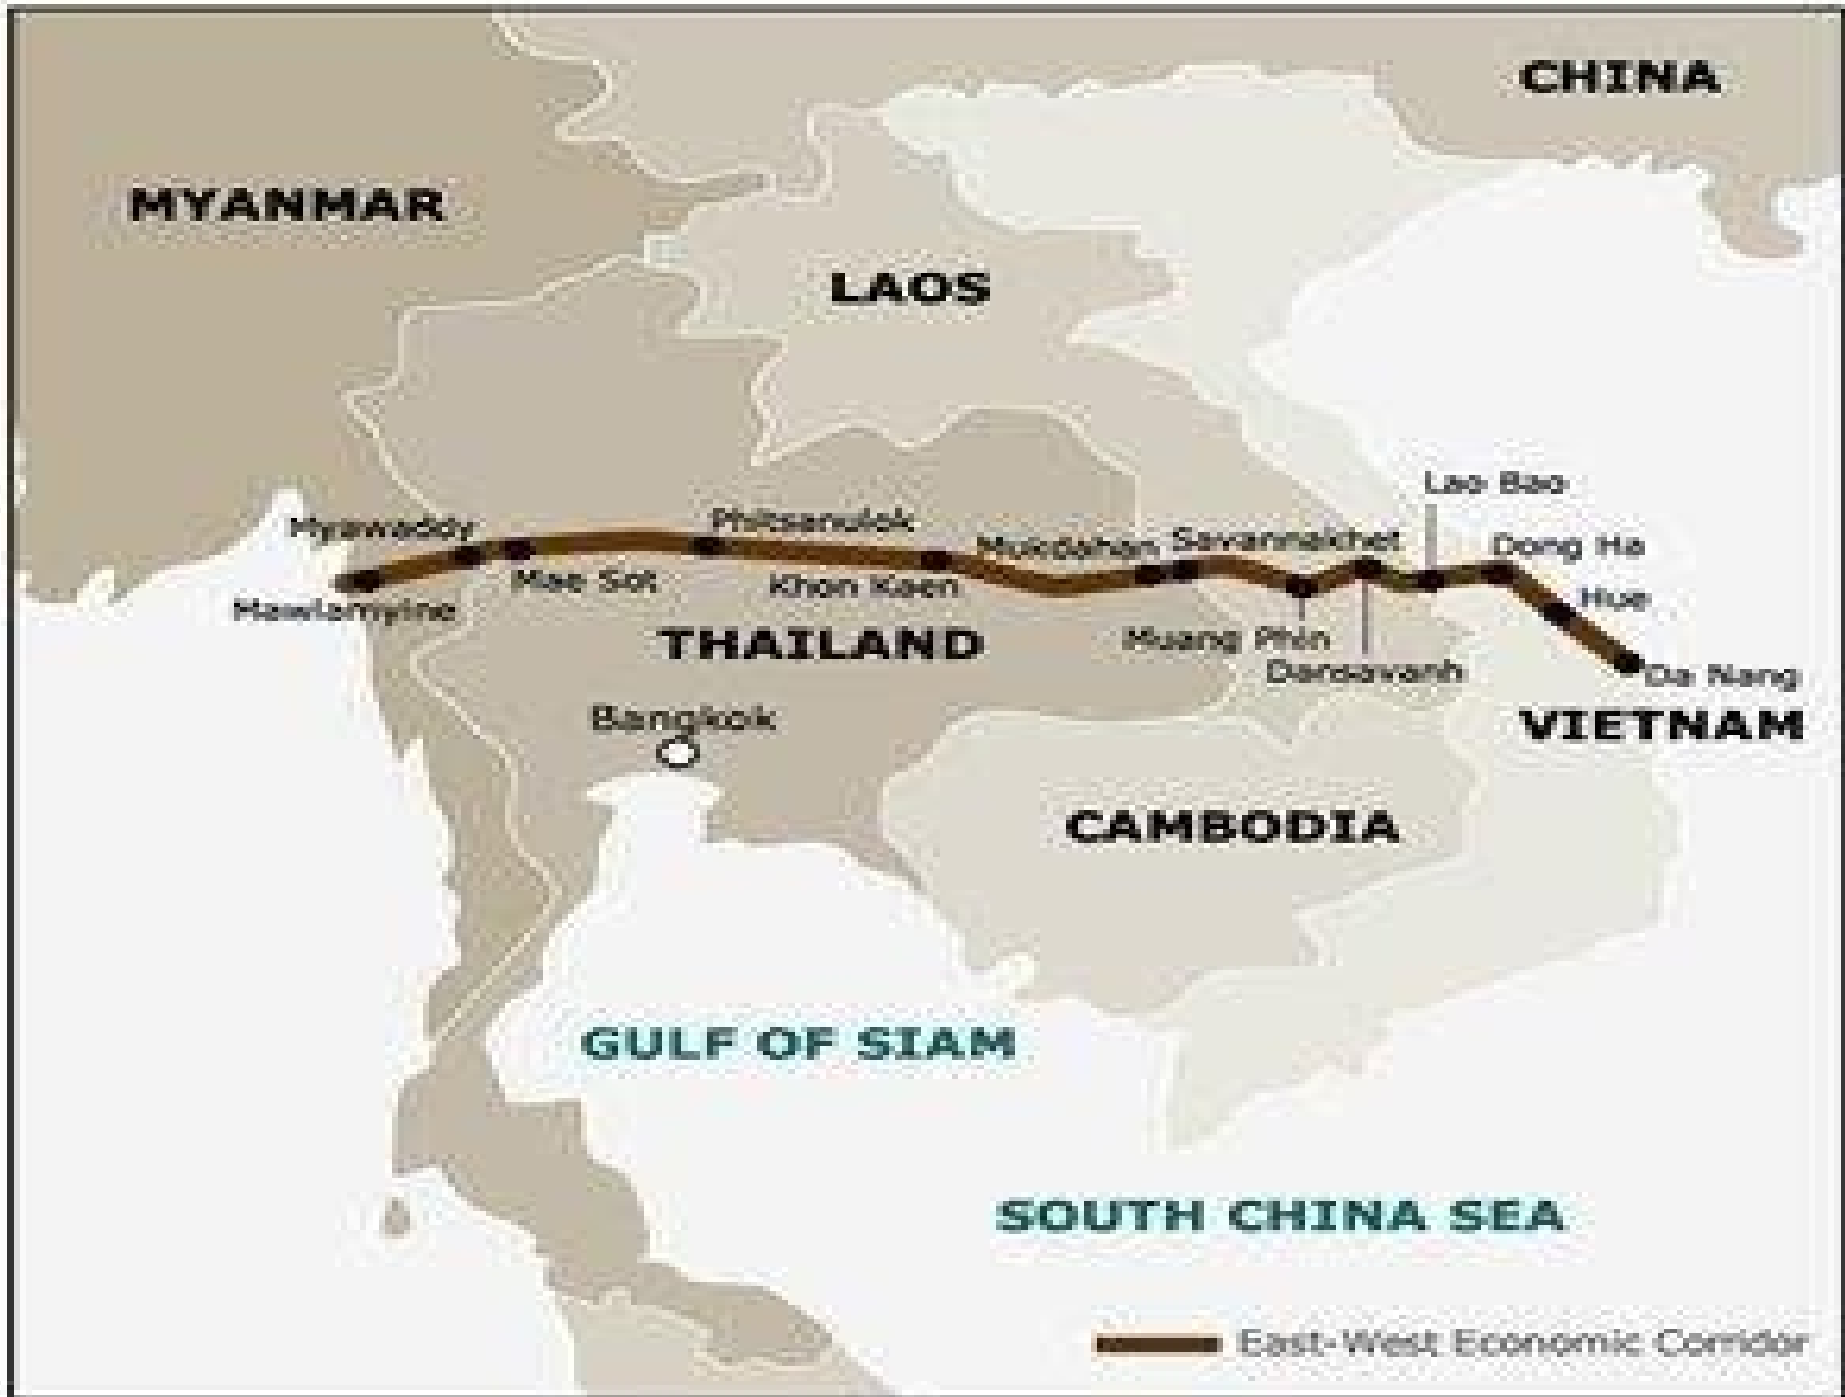 CHINA
MYANMAR
LAOS
Lao Bao
Myawaddy
Phitsanulok
Mukdahan
Savannakhet
Dong Ha
Mae Sot
Khon Kaen
Hue
Mawlamyine
THAILAND
Muang Phin
Dansavanh
Da Nang
Bangkok
VIETNAM
CAMBODIA
GULF OF SIAM
SOUTH CHINA SEA
East-West Economic Corridor